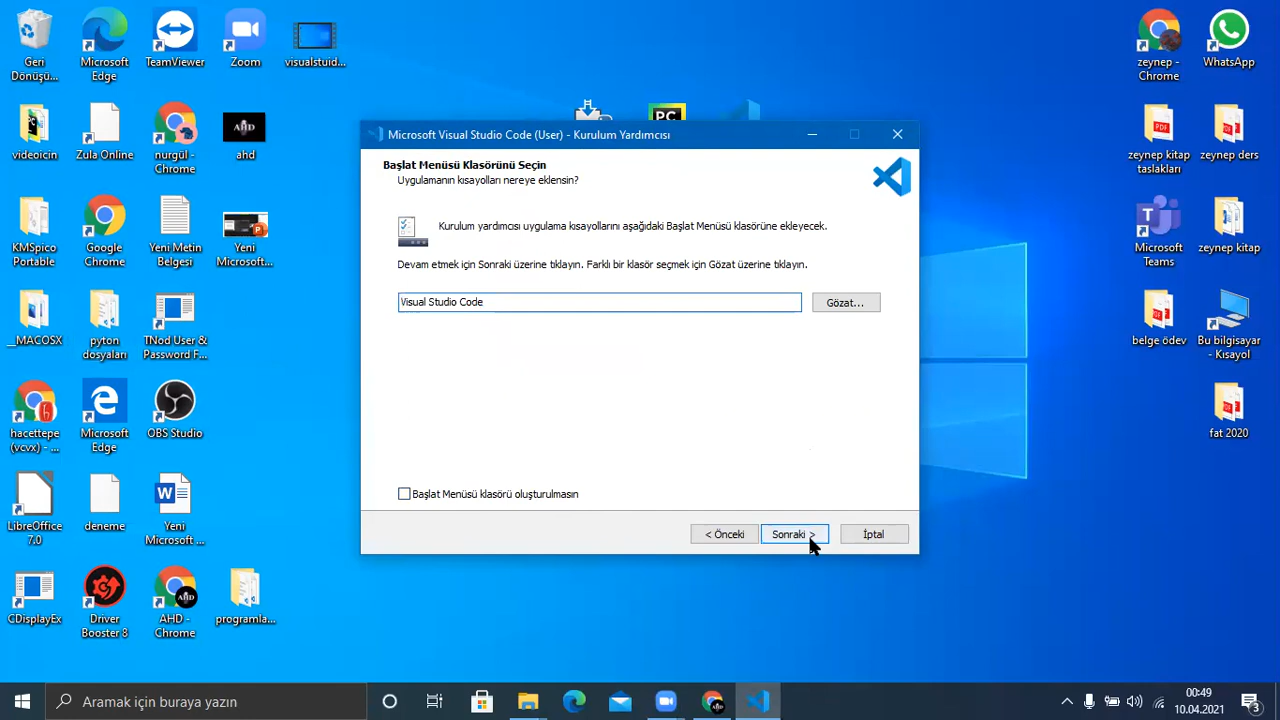 Geri
Dönüşü...
Microsoft
Edge
TeamViewer
Zoom
visualstuid...
zeynep -
Chrome
WhatsApp
videoicin
Zula Online
nurgül -
Chrome
AHD
ahd
PC
zeynep kitap
taslakları
zeynep ders
KMSpico
Portable
Google
Chrome
Yeni Metin
Belgesi
Yeni
Microsoft...
Microsoft
Teams
zeynep kitap
__MACOSX
pyton
dosyaları
TNod User &
Password F...
belge ödev
Bu bilgisayar
- Kısayol
hacettepe
(vcvx) - ...
Microsoft
Edge
OBS Studio
fat 2020
LibreOffice
7.0
deneme
Yeni
Microsoft ...
CDisplayEx
Driver
Booster 8
AHD -
Chrome
programla...
Microsoft Visual Studio Code (User) - Kurulum Yardımcısı
Başlat Menüsü Klasörünü Seçin
Uygulamanın kısayolları nereye eklensin?
Kurulum yardımcısı uygulama kısayollarını aşağıdaki Başlat Menüsü klasörüne ekleyecek.
Devam etmek için Sonraki üzerine tıklayın. Farklı bir klasör seçmek için Gözat üzerine tıklayın.
Visual Studio Code
Gözat...
Başlat Menüsü klasörü oluşturulmasın
< Önceki
Sonraki >
İptal
Aramak için buraya yazın
00:49
10.04.2021
3